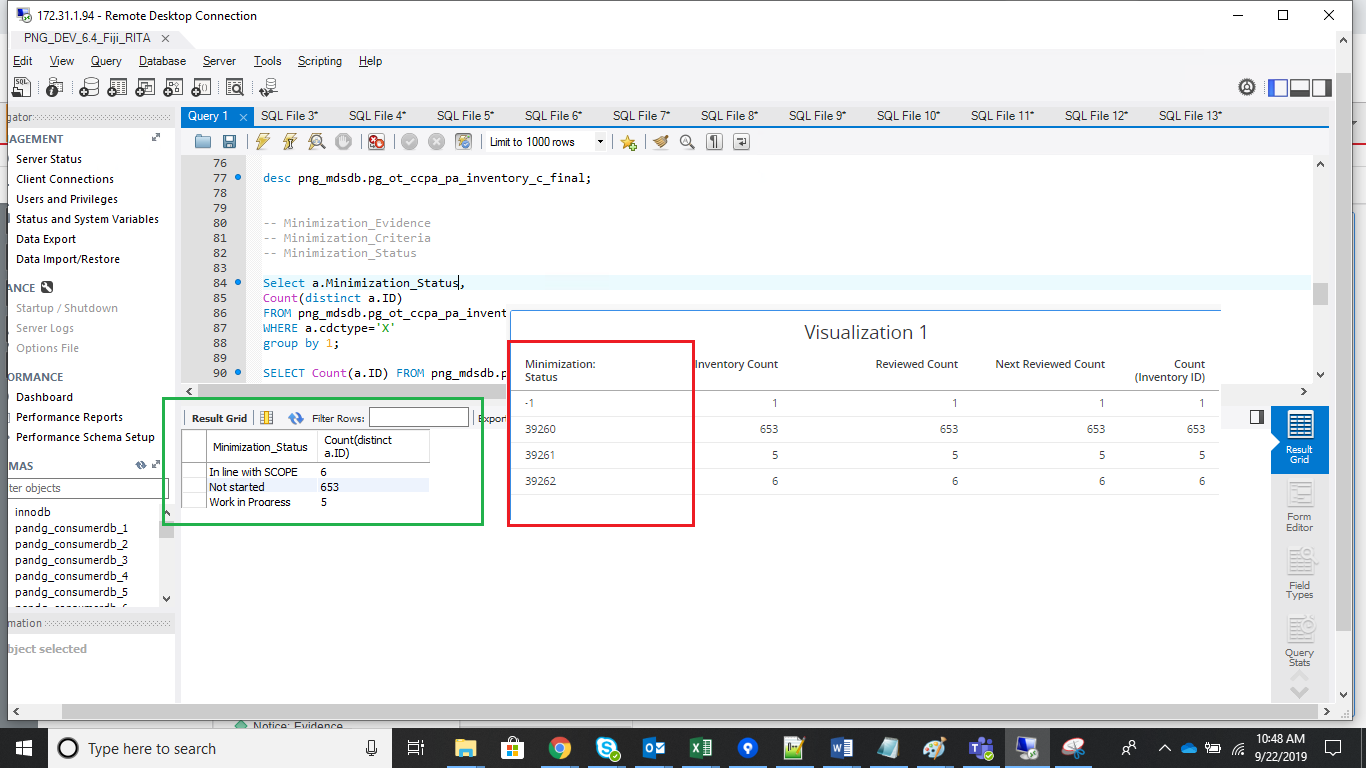 172.31.1.94 - Remote Desktop Connection
PNG_DEV_6.4_Fiji_RITA
Edit View Query Database Server Tools Scripting Help
gator
Query 1 SQL File 3* SQL File 4* SQL File 5* SQL File 6* SQL File 7* SQL File 8* SQL File 9* SQL File 10* SQL File 11* SQL File 12* SQL File 13*
AGEMENT
Server Status
Client Connections
Users and Privileges
Status and System Variables
Data Export
Data Import/Restore
ANCE
Startup / Shutdown
Server Logs
Options File
ORMANCE
Dashboard
Performance Reports
Performance Schema Setup
MAS
ter objects
innodb
pandg_consumerdb_1
pandg_consumerdb_2
pandg_consumerdb_3
pandg_consumerdb_4
pandg_consumerdb_5
mation
bject selected
Limit to 1000 rows
76
77 desc png_mdsdb.pg_ot_ccpa_pa_inventory_c_final;
78
79
80 -- Minimization_Evidence
81 -- Minimization_Criteria
82 -- Minimization_Status
83
84 Select a.Minimization_Status,
85 Count(distinct a.ID)
86 FROM png_mdsdb.pg_ot_ccpa_pa_invent
87 WHERE a.cdctype='X'
88 group by 1;
89
90 SELECT Count(a.ID) FROM png_mdsdb.p
Result Grid Filter Rows: Export
Minimization_Status Count(distinct
a.ID)
In line with SCOPE 6
Not started 653
Work in Progress 5
Visualization 1
Minimization: Inventory Count Reviewed Count Next Reviewed Count Count
Status (Inventory ID)
-1 1 1 1 1
39260 653 653 653 653
39261 5 5 5 5
39262 6 6 6 6
Result
Grid
Form
Editor
Field
Types
Query
Stats
Notice: Evidence
Type here to search
10:48 AM
9/22/2019